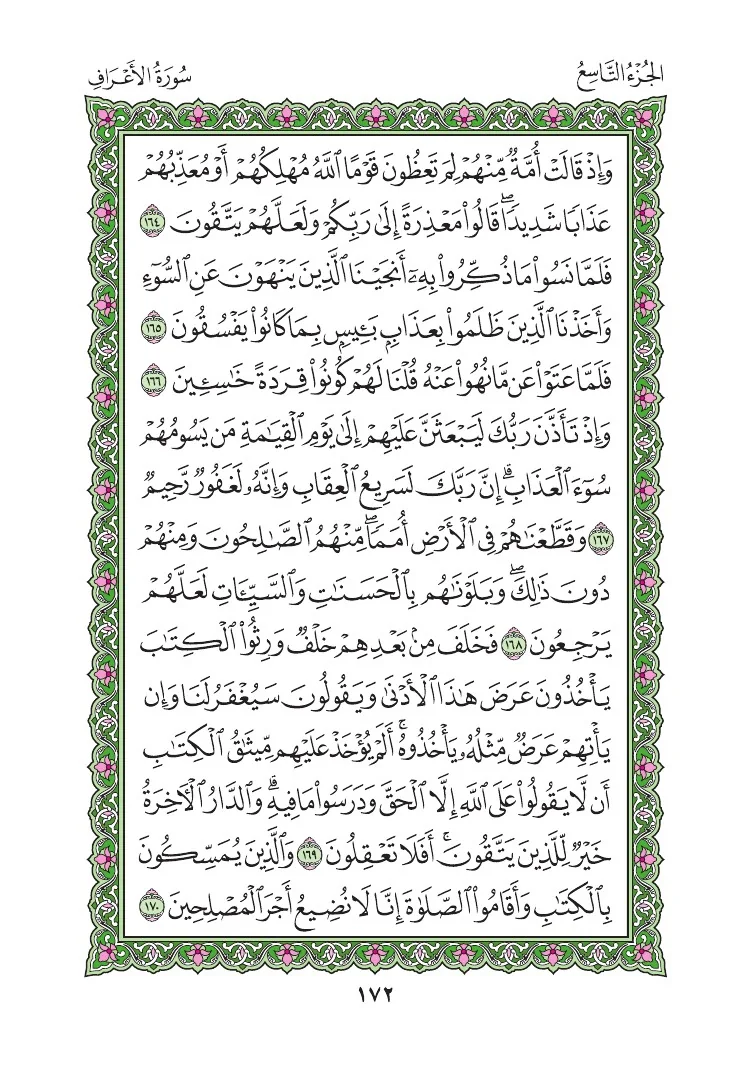 الجُزْءُ التَّاسِعُ
سُورَةُ الأَعْرَافِ
وَإِذْ قَالَتْ أُمَّةٌ مِّنْهُمْ لِمَ تَعِظُونَ قَوْمًا ٱللَّهُ مُهْلِكُهُمْ أَوْ مُعَذِّبُهُمْ
عَذَابًا شَدِيدًاۖ قَالُوا۟ مَعْذِرَةً إِلَىٰ رَبِّكُمْ وَلَعَلَّهُمْ يَتَّقُونَ ١٦٤
فَلَمَّا نَسُوا۟ مَا ذُكِّرُوا۟ بِهِۦٓ أَنجَيْنَا ٱلَّذِينَ يَنْهَوْنَ عَنِ ٱلسُّوٓءِ
وَأَخَذْنَا ٱلَّذِينَ ظَلَمُوا۟ بِعَذَابٍۭ بَـِٔيسٍۭ بِمَا كَانُوا۟ يَفْسُقُونَ ١٦٥
فَلَمَّا عَتَوْا۟ عَن مَّا نُهُوا۟ عَنْهُ قُلْنَا لَهُمْ كُونُوا۟ قِرَدَةً خَـٰسِـِٔينَ ١٦٦
وَإِذْ تَأَذَّنَ رَبُّكَ لَيَبْعَثَنَّ عَلَيْهِمْ إِلَىٰ يَوْمِ ٱلْقِيَـٰمَةِ مَن يَسُومُهُمْ
سُوٓءَ ٱلْعَذَابِۗ إِنَّ رَبَّكَ لَسَرِيعُ ٱلْعِقَابِ وَإِنَّهُۥ لَغَفُورٌ رَّحِيمٌ
١٦٧ وَقَطَّعْنَـٰهُمْ فِى ٱلْأَرْضِ أُمَمًاۖ مِّنْهُمُ ٱلصَّـٰلِحُونَ وَمِنْهُمْ
دُونَ ذَٰلِكَۖ وَبَلَوْنَـٰهُم بِٱلْحَسَنَـٰتِ وَٱلسَّيِّـَٔاتِ لَعَلَّهُمْ
يَرْجِعُونَ ١٦٨ فَخَلَفَ مِنۢ بَعْدِهِمْ خَلْفٌ وَرِثُوا۟ ٱلْكِتَـٰبَ
يَأْخُذُونَ عَرَضَ هَـٰذَا ٱلْأَدْنَىٰ وَيَقُولُونَ سَيُغْفَرُ لَنَا وَإِن
يَأْتِهِمْ عَرَضٌ مِّثْلُهُۥ يَأْخُذُوهُۚ أَلَمْ يُؤْخَذْ عَلَيْهِم مِّيثَـٰقُ ٱلْكِتَـٰبِ
أَن لَّا يَقُولُوا۟ عَلَى ٱللَّهِ إِلَّا ٱلْحَقَّ وَدَرَسُوا۟ مَا فِيهِۗ وَٱلدَّارُ ٱلْـَٔاخِرَةُ
خَيْرٌ لِّلَّذِينَ يَتَّقُونَۚ أَفَلَا تَعْقِلُونَ ١٦٩ وَٱلَّذِينَ يُمَسِّكُونَ
بِٱلْكِتَـٰبِ وَأَقَامُوا۟ ٱلصَّلَوٰةَ إِنَّا لَا نُضِيعُ أَجْرَ ٱلْمُصْلِحِينَ ١٧٠
١٧٢